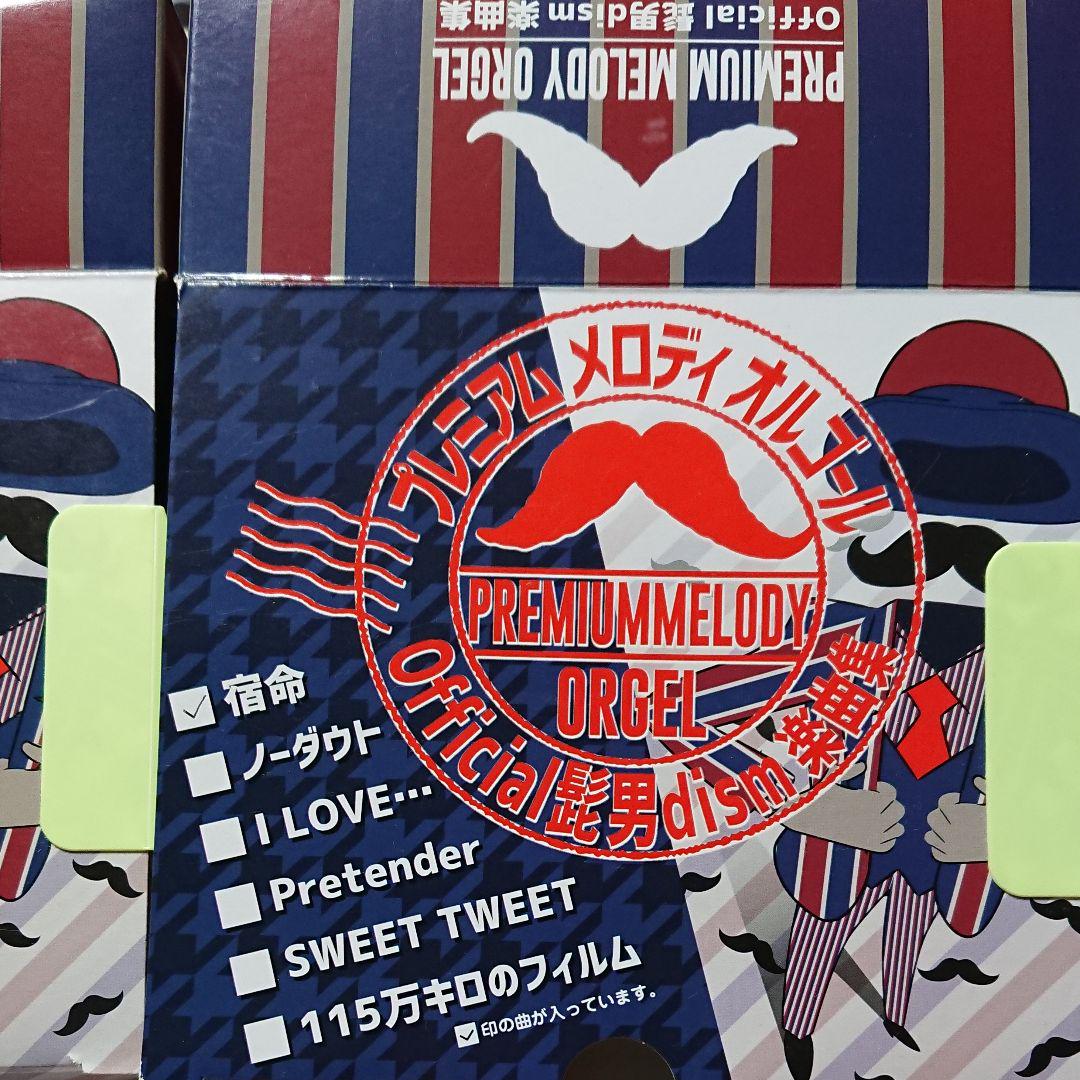 Official髭男dism 楽曲集
PREMIUM MELODY ORGEL
プレミアム メロディ オルゴール
PREMIUMMELODY
ORGEL
Official髭男dism 楽曲集
宿命
ノーダウト
I LOVE…
Pretender
SWEET TWEET
115万キロのフィルム
印の曲が入っています。